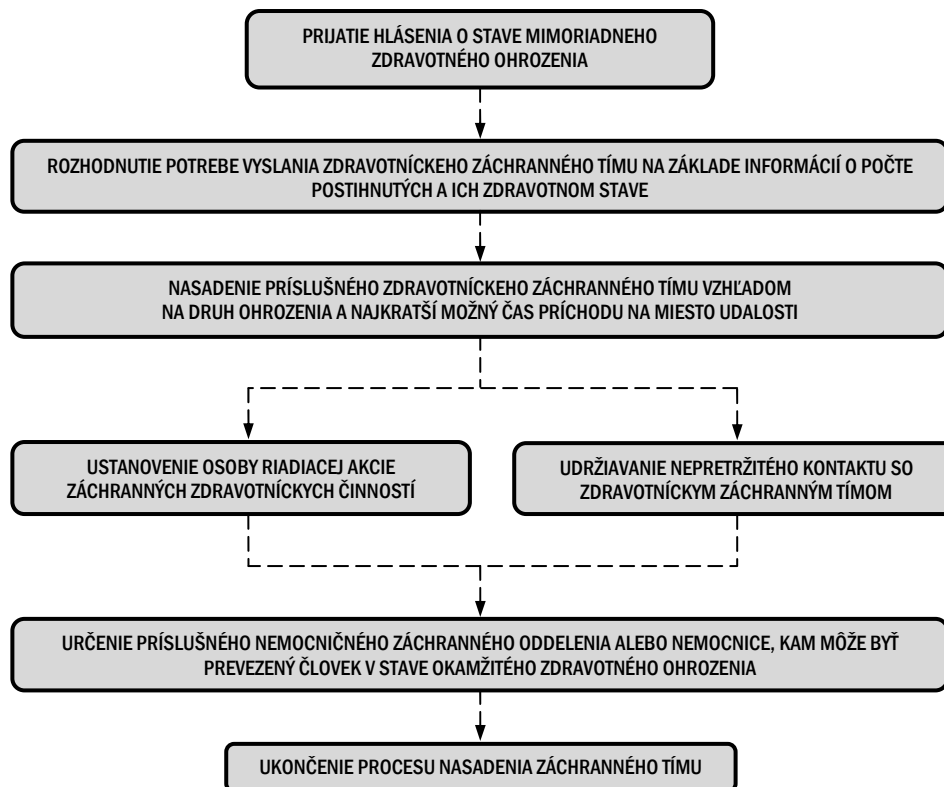 PRIJATIE HLÁSENIA O STAVE MIMORIADNEHO
ZDRAVOTNÉHO OHROZENIA
ROZHODNUTIE POTREBE VYSLANIA ZDRAVOTNÍCKEHO ZÁCHRANNÉHO TÍMU NA ZÁKLADE INFORMÁCIÍ O POČTE
POSTIHNUTÝCH A ICH ZDRAVOTNOM STAVE
NASADENIE PRÍSLUŠNÉHO ZDRAVOTNÍCKEHO ZÁCHRANNÉHO TÍMU VZHĽADOM
NA DRUH OHROZENIA A NAJKRATŠÍ MOŽNÝ ČAS PRÍCHODU NA MIESTO UDALOSTI
USTANOVENIE OSOBY RIADIACEJ AKCIE
ZÁCHRANNÝCH ZDRAVOTNÍCKYCH ČINNOSTÍ
UDRŽIAVANIE NEPRETRŽITÉHO KONTAKTU SO
ZDRAVOTNÍCKYM ZÁCHRANNÝM TÍMOM
URČENIE PRÍSLUŠNÉHO NEMOCNIČNÉHO ZÁCHRANNÉHO ODDELENIA ALEBO NEMOCNICE, KAM MÔŽE BYŤ
PREVEZENÝ ČLOVEK V STAVE OKAMŽITÉHO ZDRAVOTNÉHO OHROZENIA
UKONČENIE PROCESU NASADENIA ZÁCHRANNÉHO TÍMU